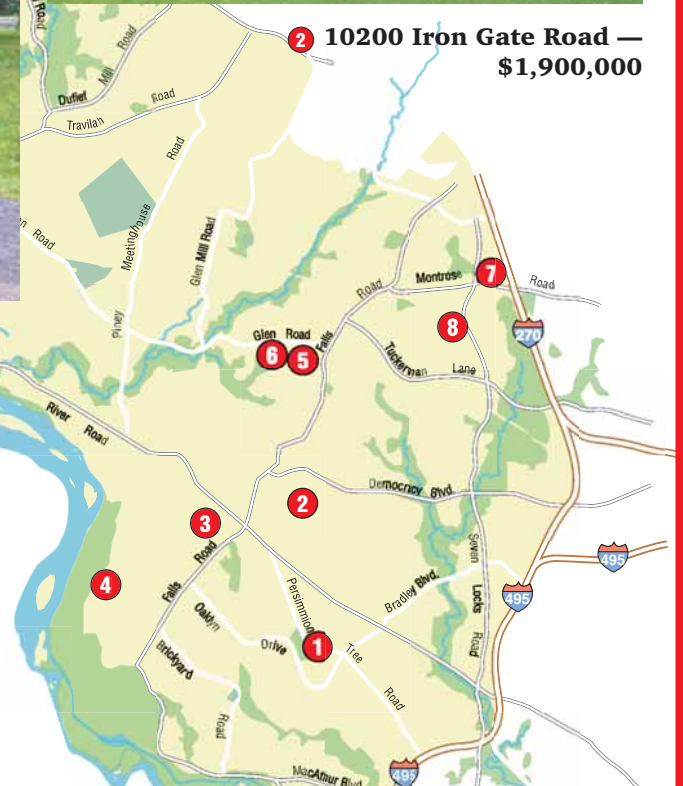 2 10200 Iron Gate Road —
$1,900,000
Road
Mill
Road
Dufief
Travilah
Road
Road
Meetinghouse
Piney
Glen Mill Road
Road
Glen Road
6
5
Falls
Road
Montrose
7
Road
8
270
Tuckerman
Lane
River
Road
Democracy Blvd.
2
3
4
Falls
Road
Oaklyn
Drive
Persimmon
Tree
Road
1
Bradley Blvd.
Seven
Locks
Road
495
495
495
Brickyard
Road
MacArthur Blvd